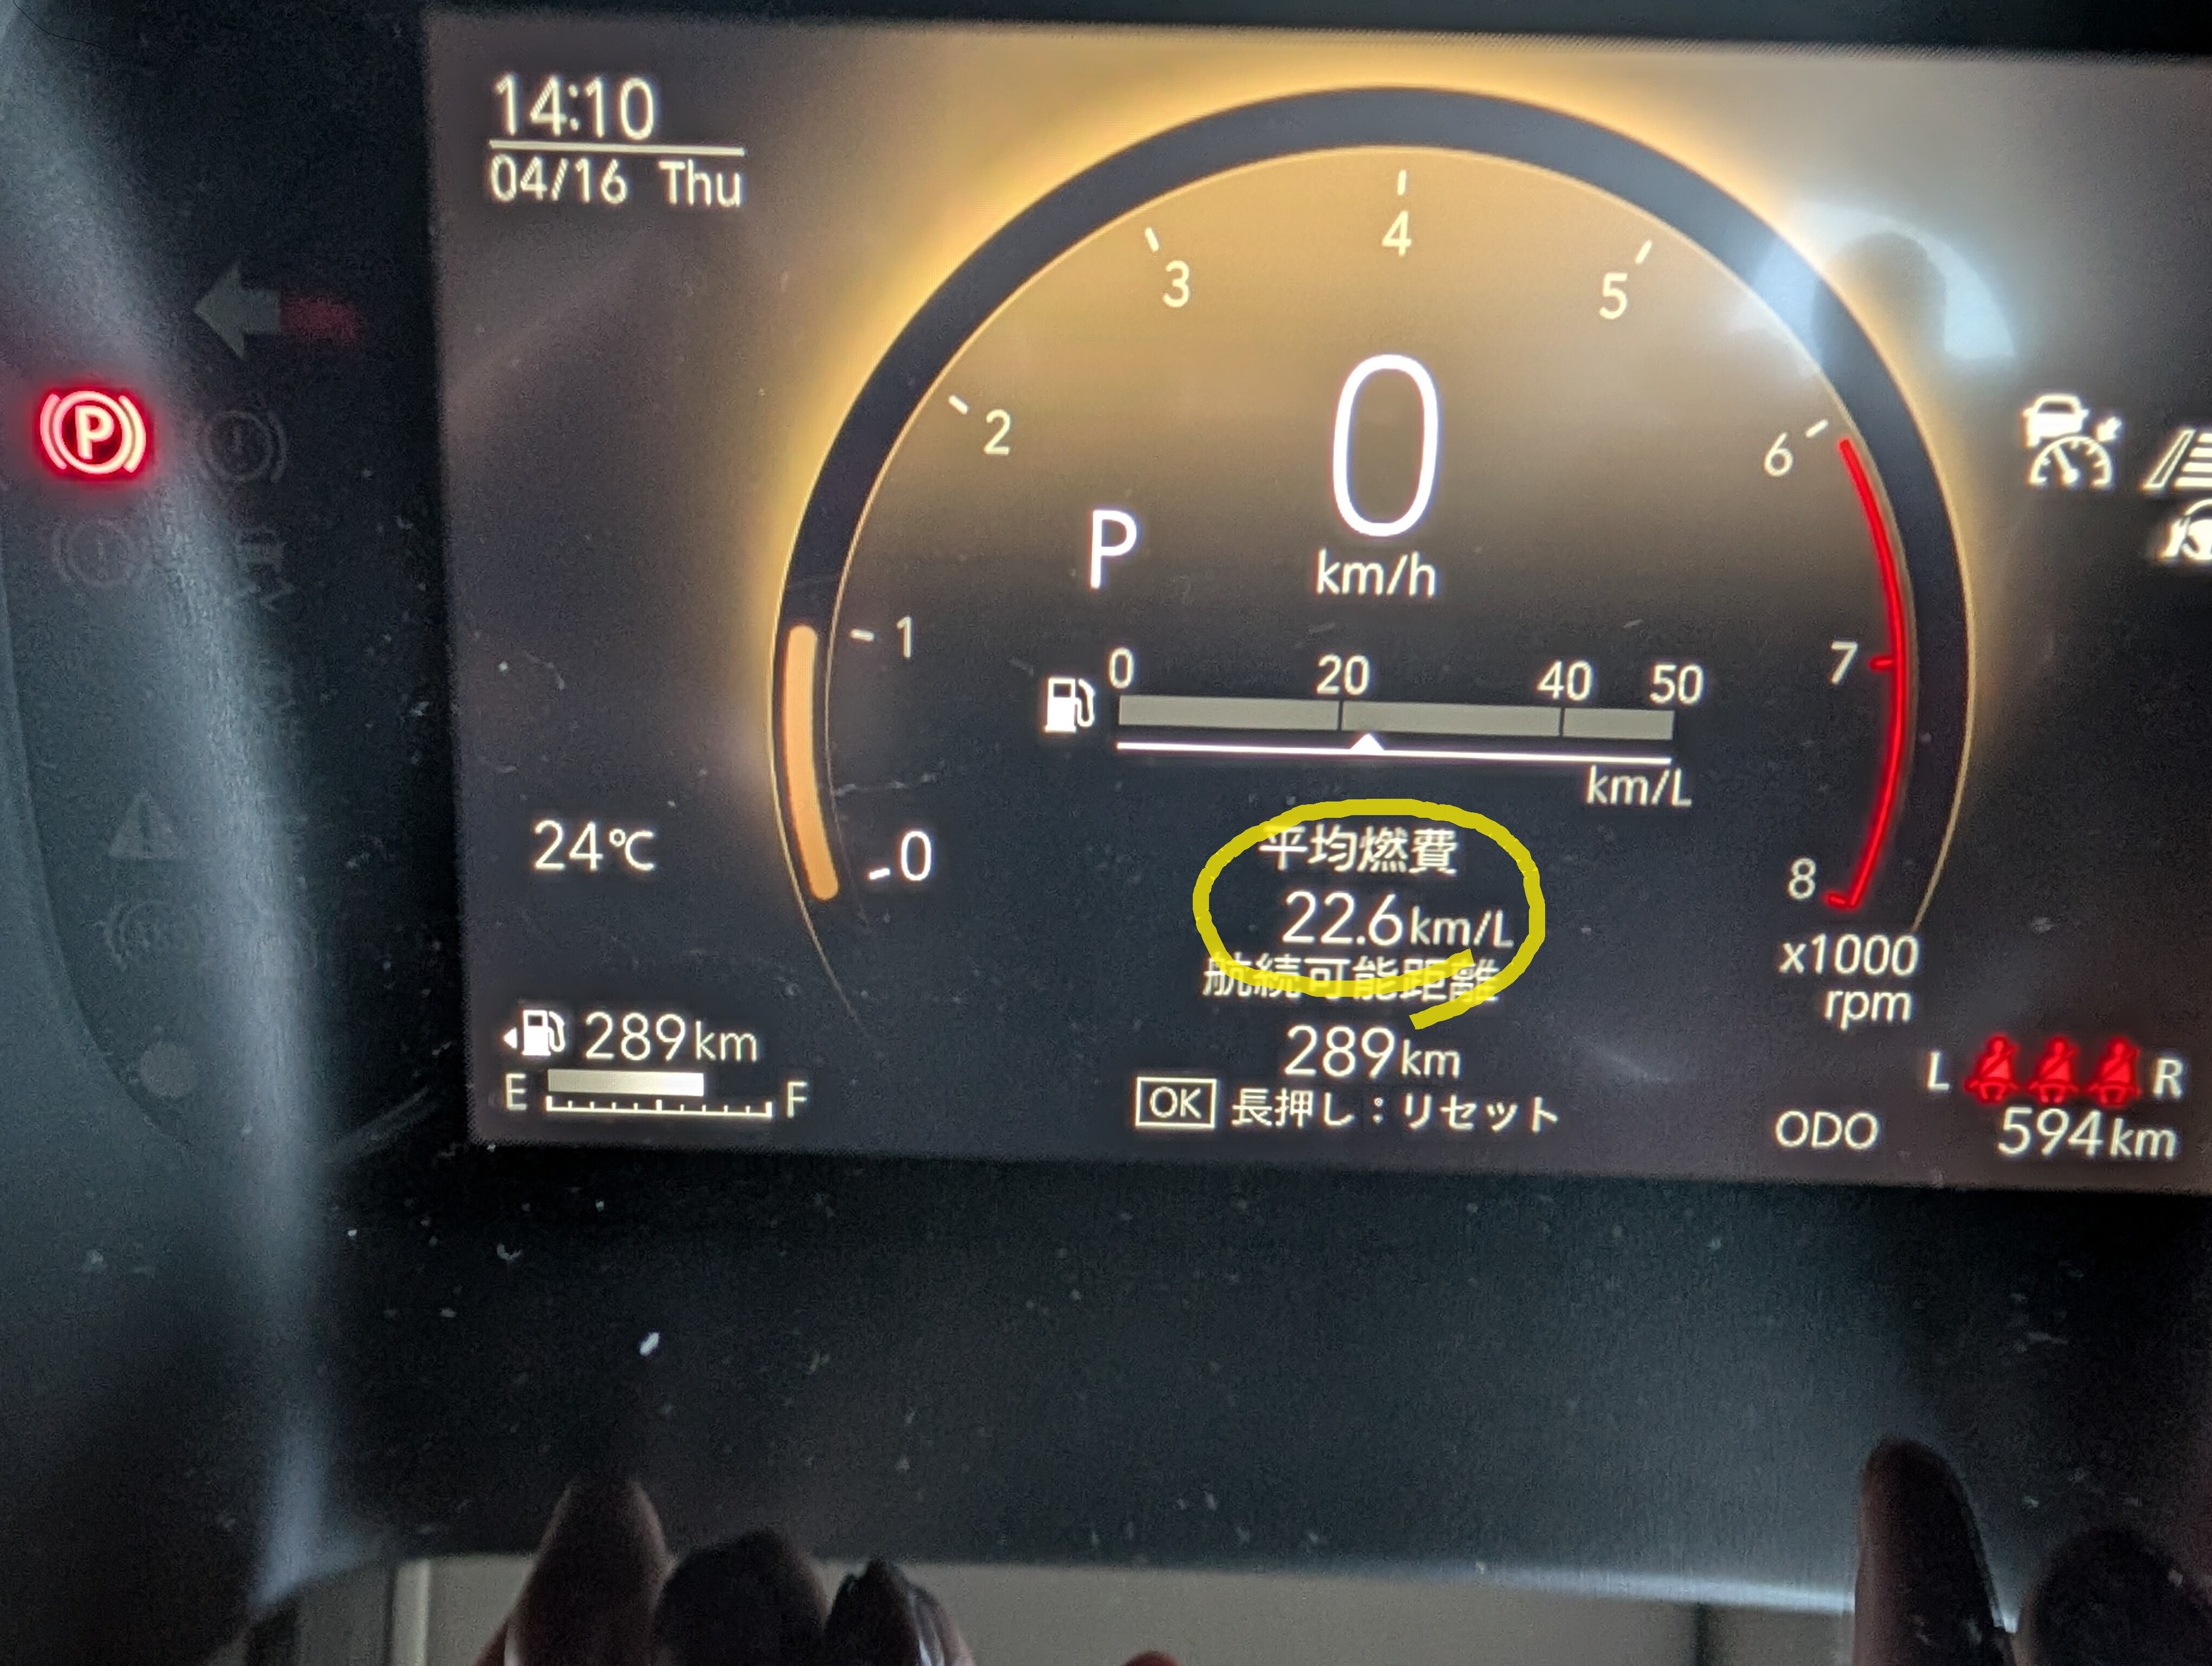 14:10
04/16 Thu
4
3
5
2
6
0
P
km/h
1
7
0 20 40 50
km/L
24℃
0
8
平均燃費
22.6km/L
x1000
rpm
航続可能距離
289km
289km
E F
OK 長押し：リセット
L R
ODO 594km
P